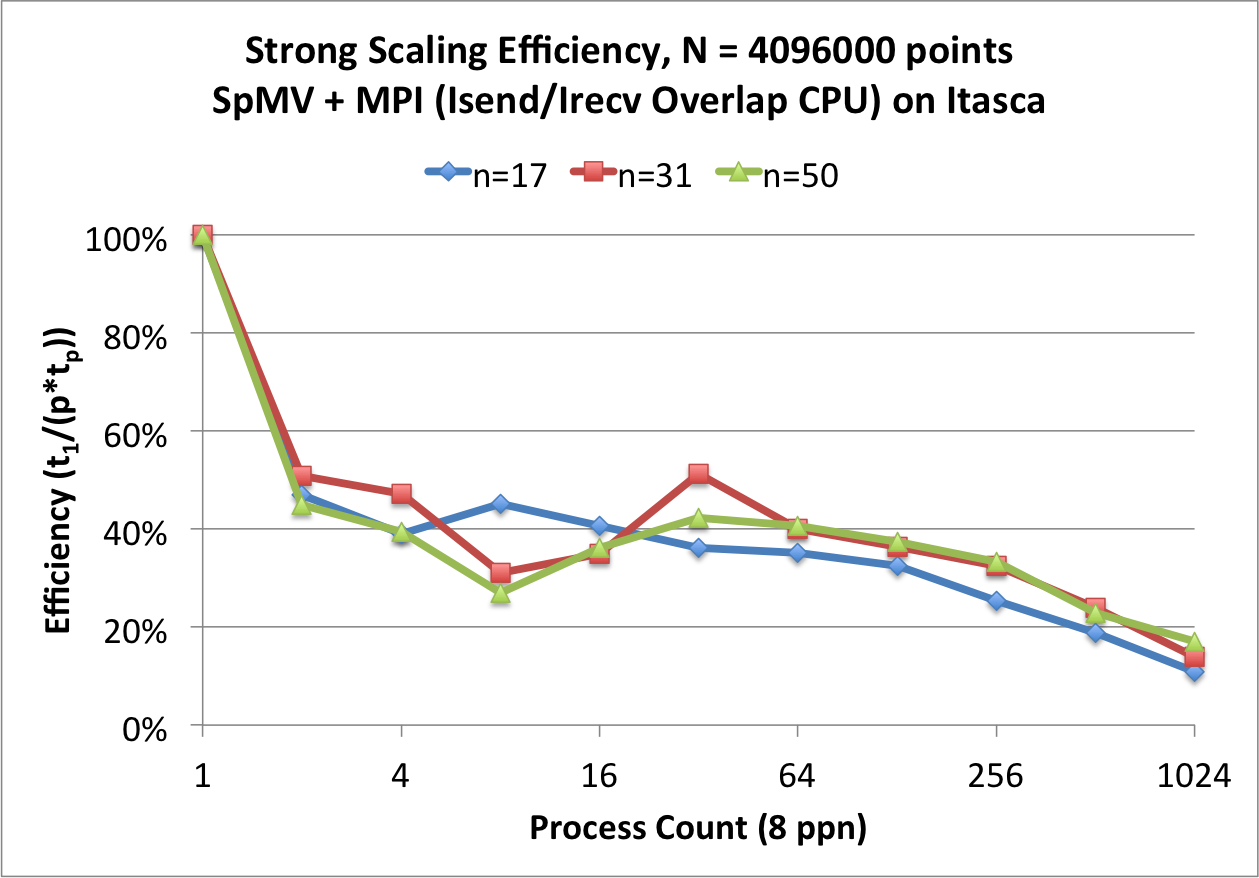 Strong Scaling Efficiency, N = 4096000 points
SpMV + MPI (Isend/Irecv Overlap CPU) on Itasca
n=17 n=31 n=50
Efficiency (t₁/(p*tₚ))
100%
80%
60%
40%
20%
0%
1 4 16 64 256 1024
Process Count (8 ppn)